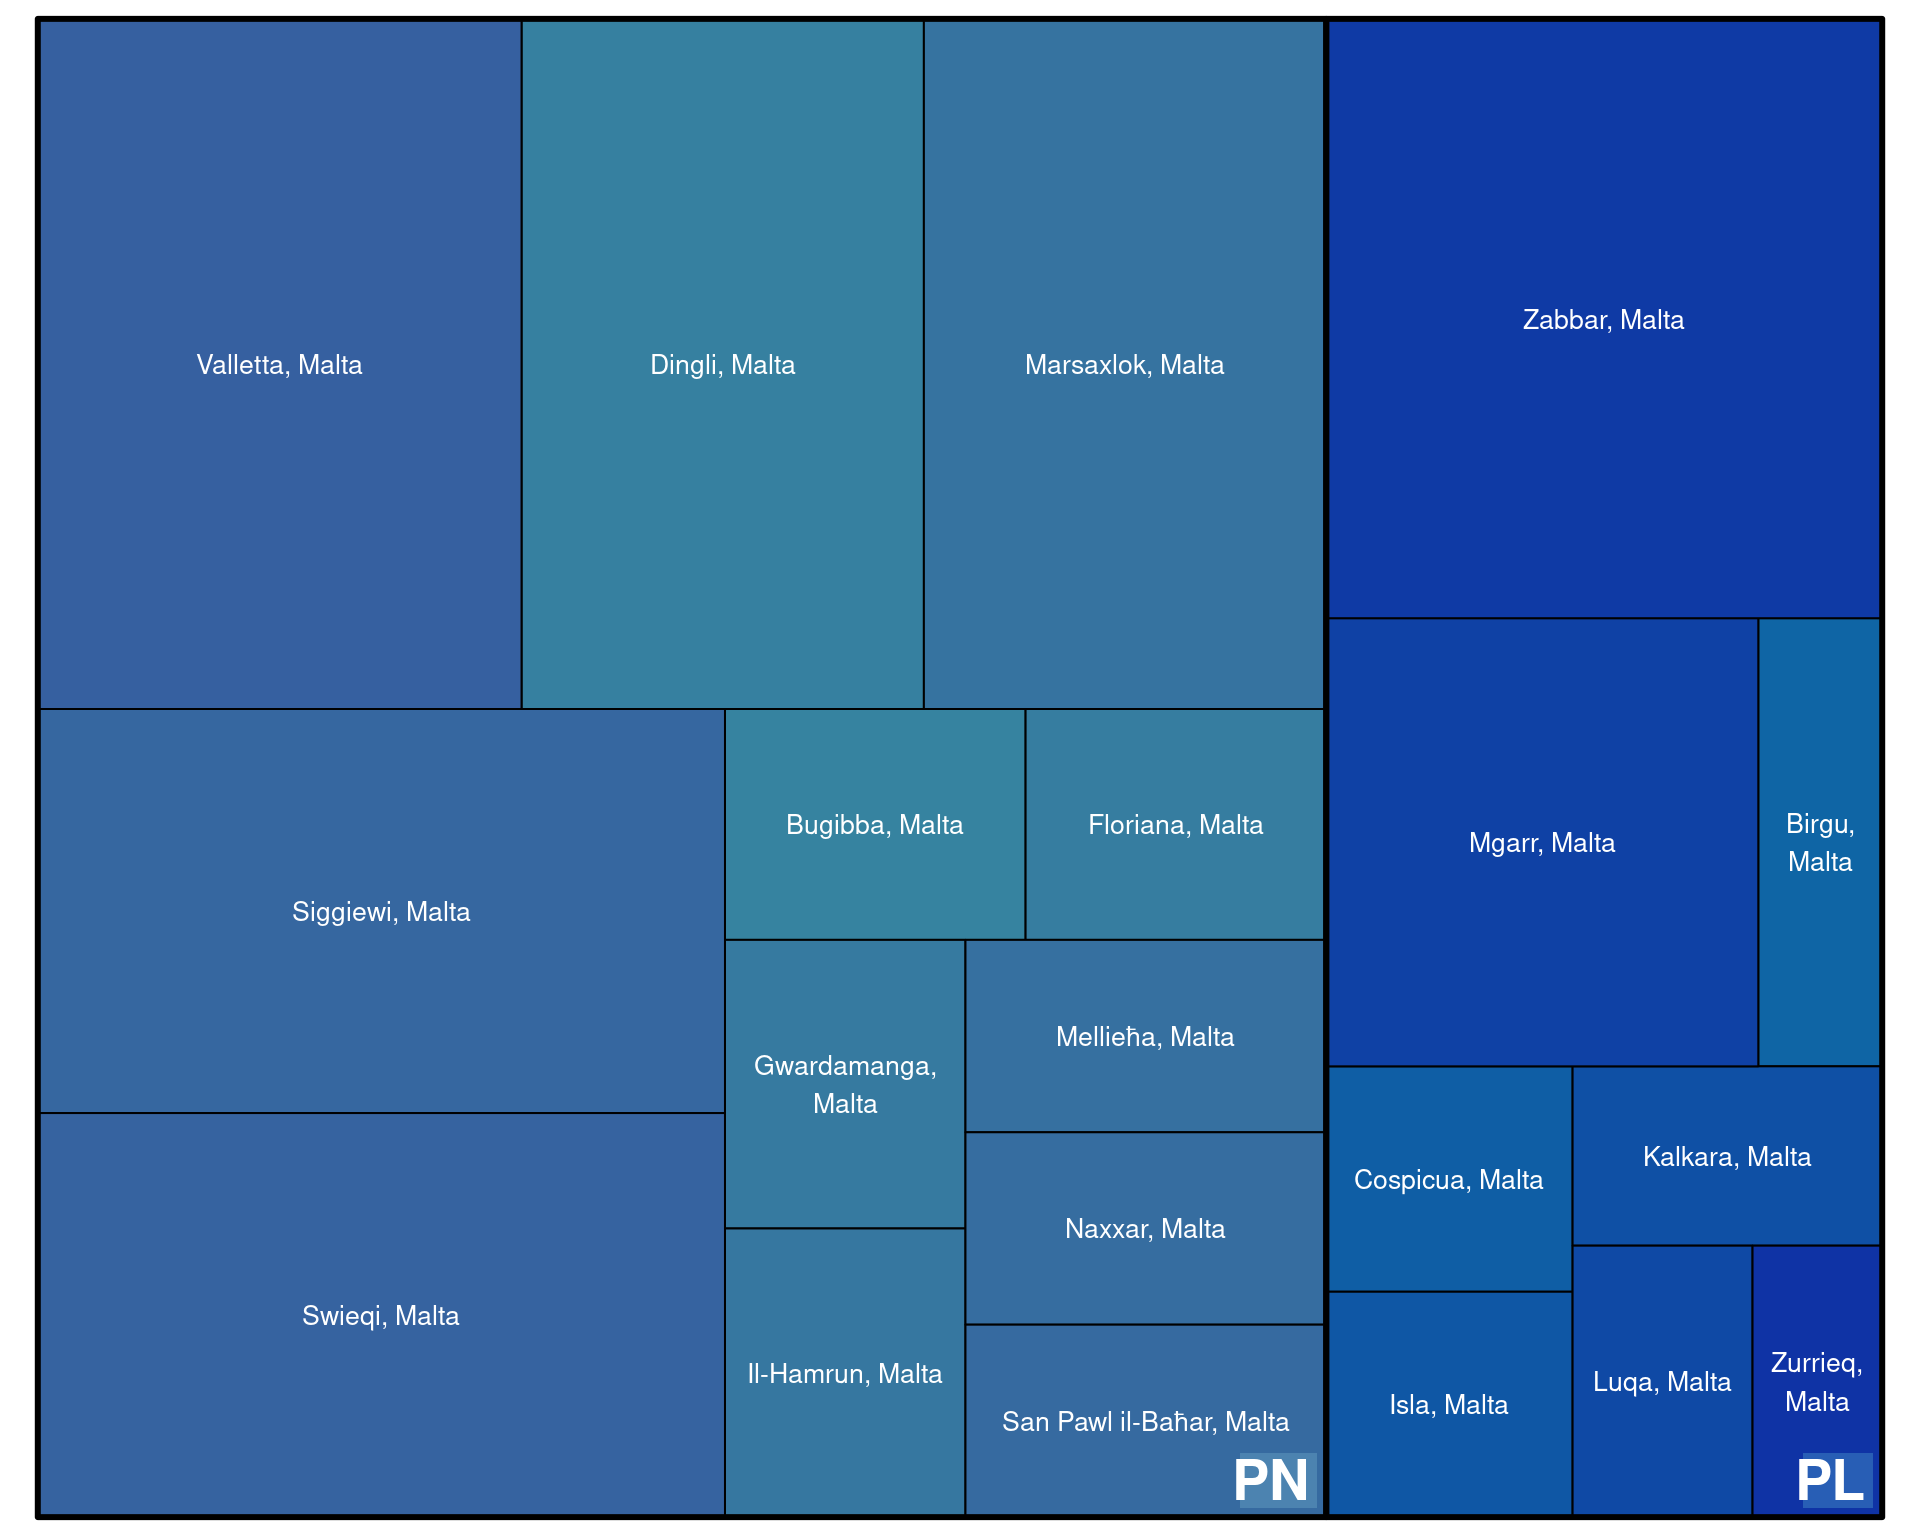 Valletta, Malta
Dingli, Malta
Marsaxlok, Malta
Zabbar, Malta
Siggiewi, Malta
Bugibba, Malta
Floriana, Malta
Mgarr, Malta
Birgu,
Malta
Gwardamanga,
Malta
Mellieħa, Malta
Swieqi, Malta
Naxxar, Malta
Il-Hamrun, Malta
San Pawl il-Baħar, Malta
PN
Cospicua, Malta
Kalkara, Malta
Isla, Malta
Luqa, Malta
Zurrieq,
Malta
PL